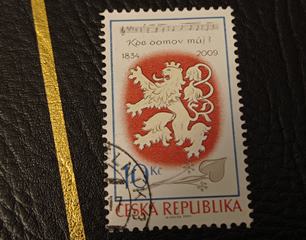 Kde domov můj?
1834 2009
10 Kč
ČESKÁ REPUBLIKA